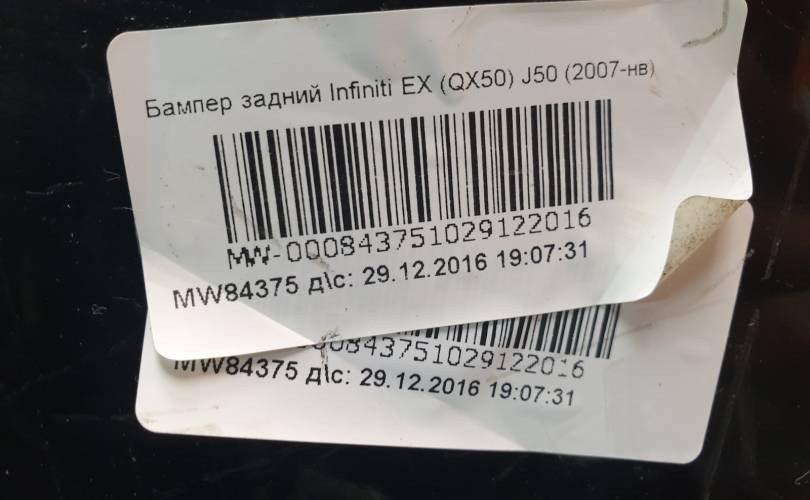 Бампер задний Infiniti EX (QX50) J50 (2007-нв)
MW-000843751029122016
MW84375 д\с: 29.12.2016 19:07:31
000843751029122016
MW84375 д\с: 29.12.2016 19:07:31